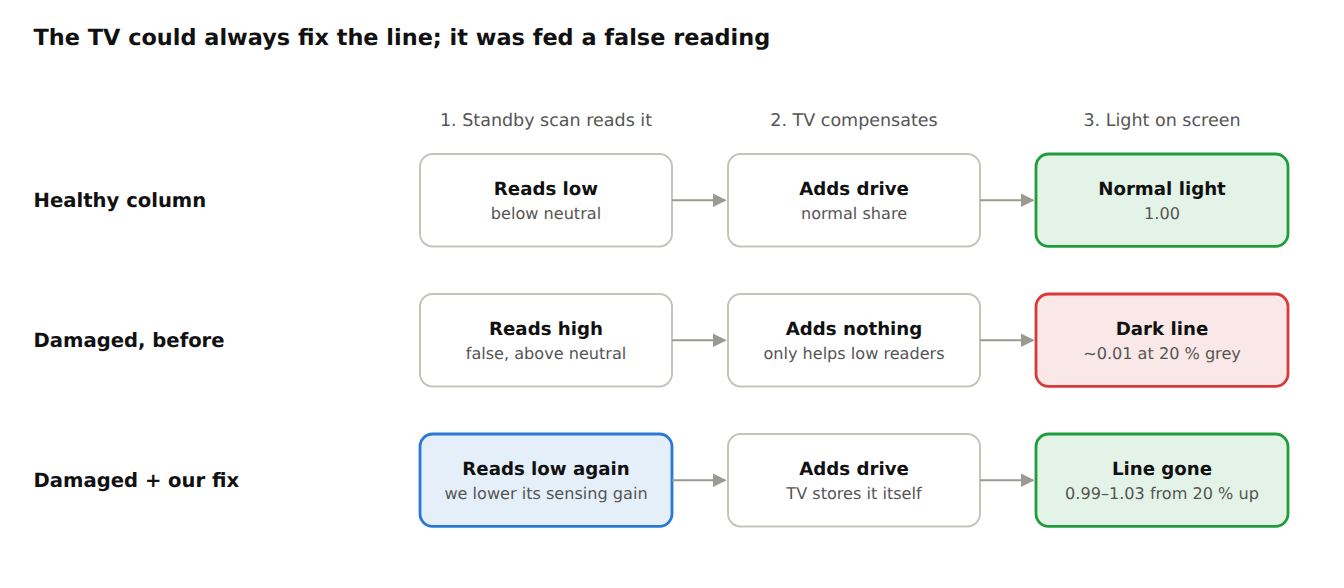 The TV could always fix the line; it was fed a false reading
1. Standby scan reads it
2. TV compensates
3. Light on screen
Healthy column
Reads low
below neutral
Adds drive
normal share
Normal light
1.00
Damaged, before
Reads high
false, above neutral
Adds nothing
only helps low readers
Dark line
~0.01 at 20 % grey
Damaged + our fix
Reads low again
we lower its sensing gain
Adds drive
TV stores it itself
Line gone
0.99–1.03 from 20 % up